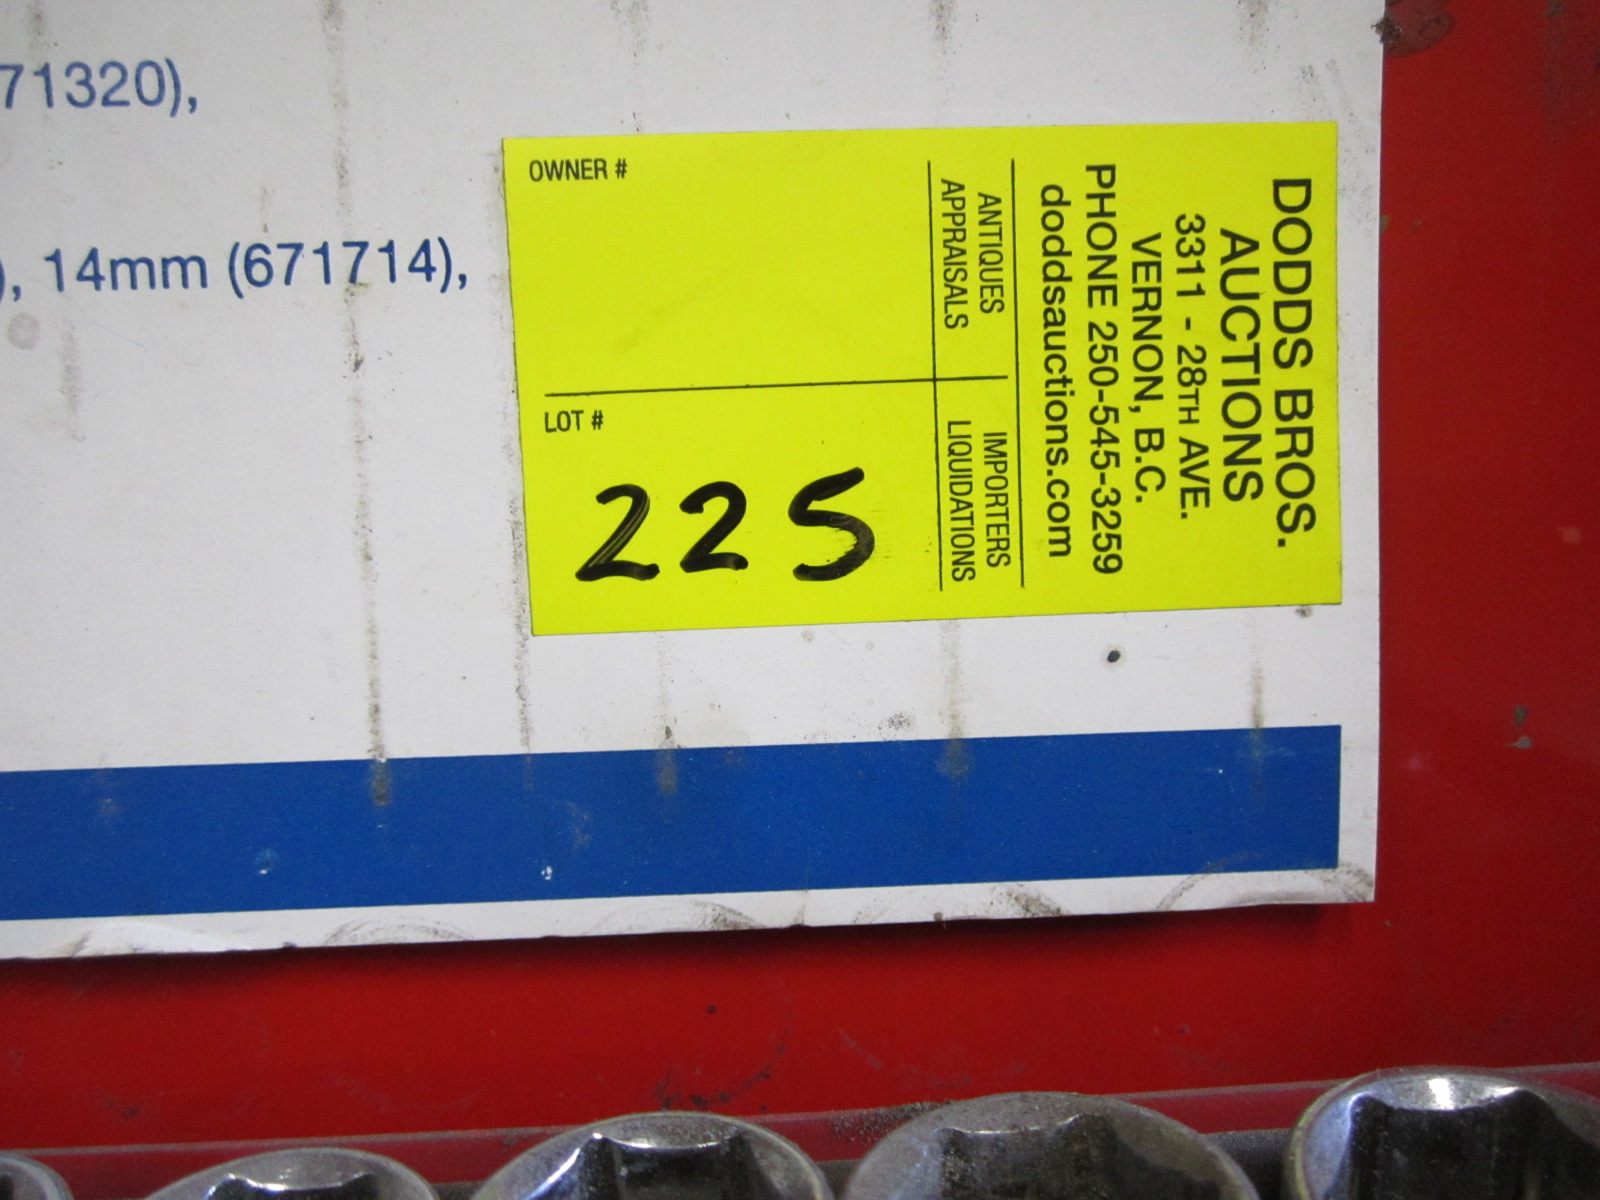 71320),
), 14mm (671714),
OWNER #
LOT #
225
DODDS BROS.
AUCTIONS
3311 - 28TH AVE.
VERNON, B.C.
PHONE 250-545-3259
doddsauctions.com
ANTIQUES IMPORTERS
APPRAISALS LIQUIDATIONS